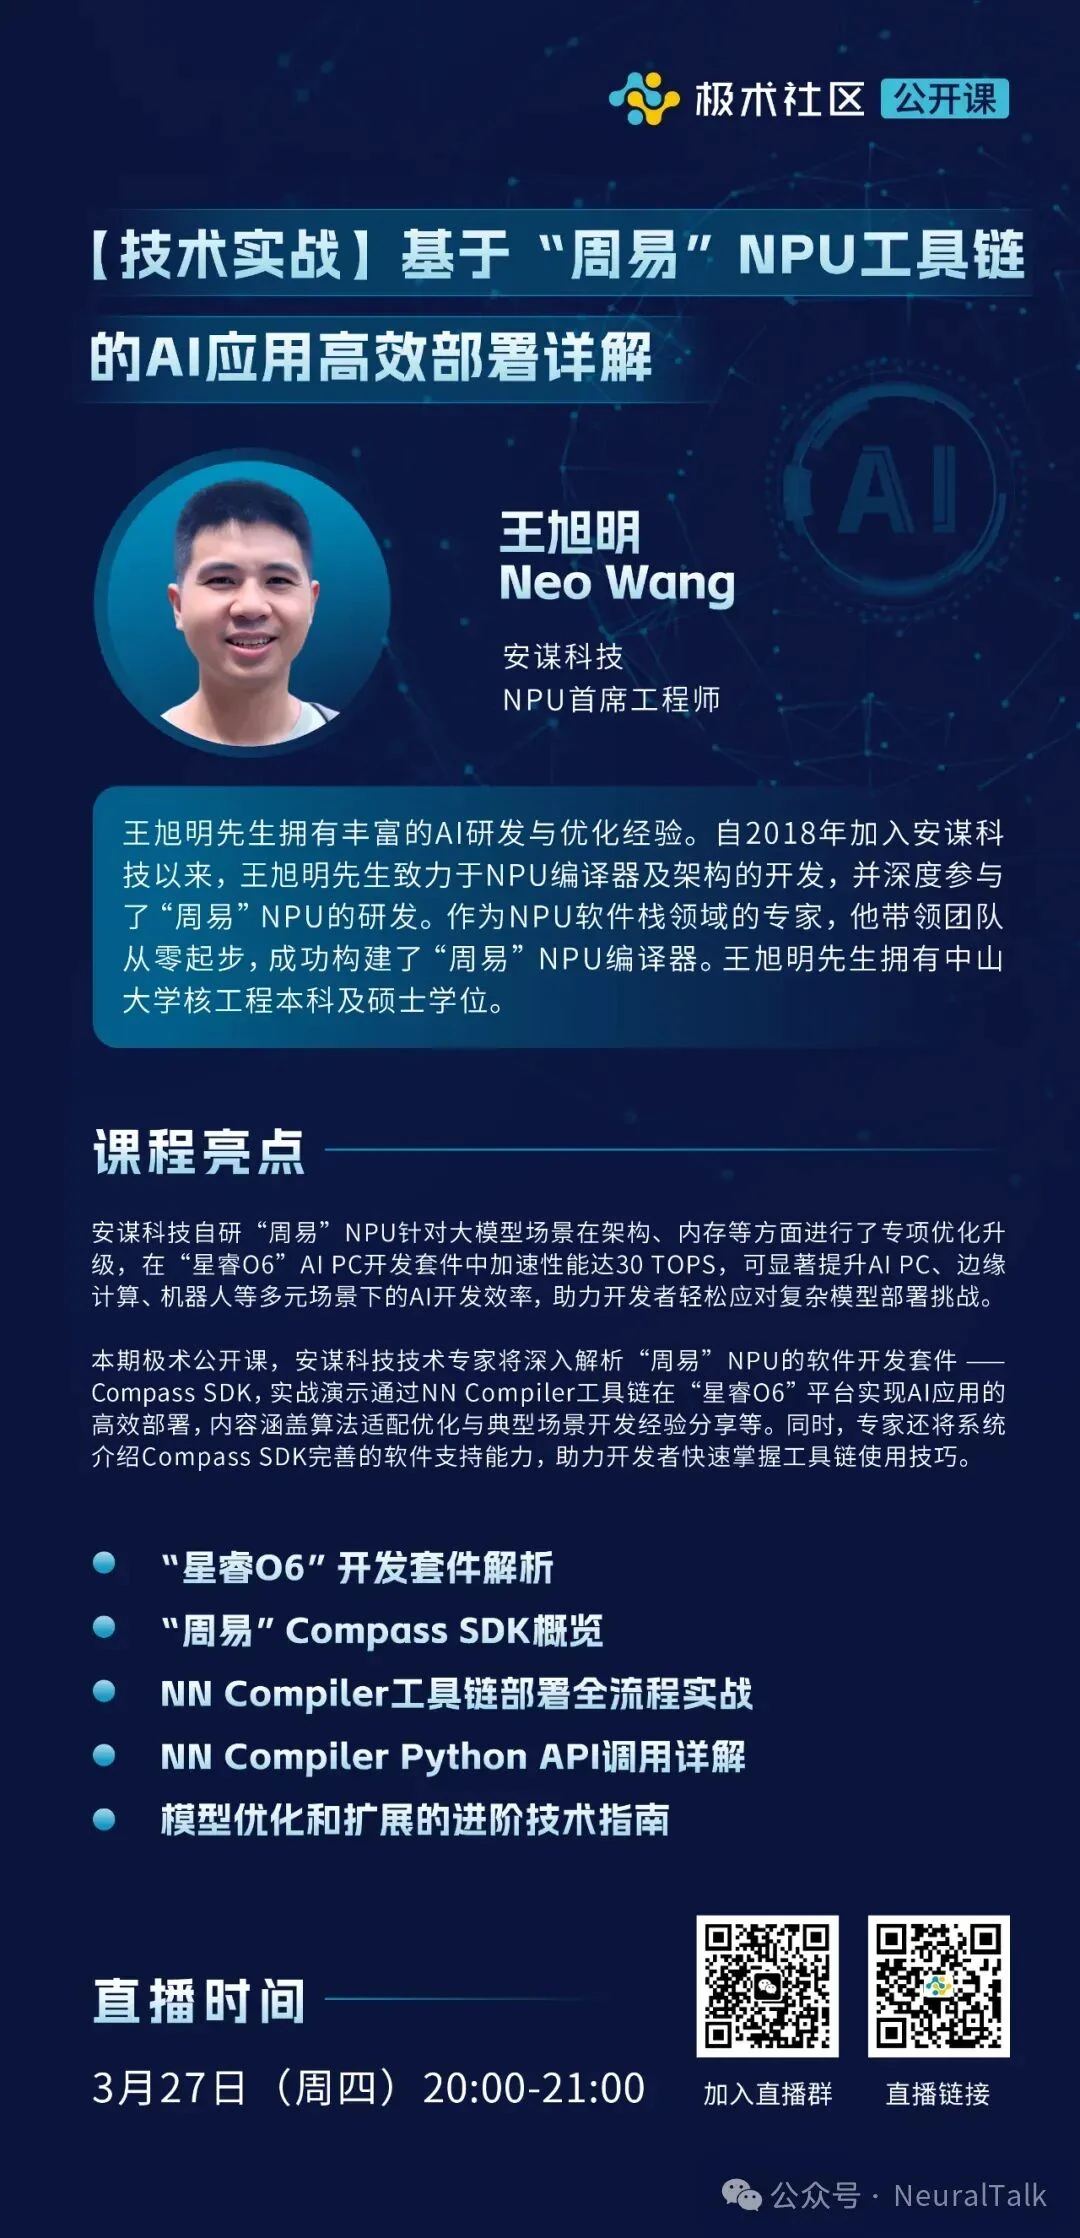 极术社区 公开课
【技术实战】基于“周易”NPU工具链
的AI应用高效部署详解
AI
王旭明
Neo Wang
安谋科技
NPU首席工程师
王旭明先生拥有丰富的AI研发与优化经验。自2018年加入安谋科
技以来，王旭明先生致力于NPU编译器及架构的开发，并深度参与
了“周易”NPU的研发。作为NPU软件栈领域的专家，他带领团队
从零起步，成功构建了“周易”NPU编译器。王旭明先生拥有中山
大学核工程本科及硕士学位。
课程亮点
安谋科技自研“周易”NPU针对大模型场景在架构、内存等方面进行了专项优化升
级，在“星睿O6”AI PC开发套件中加速性能达30 TOPS，可显著提升AI PC、边缘
计算、机器人等多元场景下的AI开发效率，助力开发者轻松应对复杂模型部署挑战。
本期极术公开课，安谋科技技术专家将深入解析“周易”NPU的软件开发套件 ——
Compass SDK，实战演示通过NN Compiler工具链在“星睿O6”平台实现AI应用的
高效部署，内容涵盖算法适配优化与典型场景开发经验分享等。同时，专家还将系统
介绍Compass SDK完善的软件支持能力，助力开发者快速掌握工具链使用技巧。
“星睿O6”开发套件解析
“周易”Compass SDK概览
NN Compiler工具链部署全流程实战
NN Compiler Python API调用详解
模型优化和扩展的进阶技术指南
直播时间
3月27日（周四）20:00-21:00
加入直播群
直播链接
公众号 · NeuralTalk